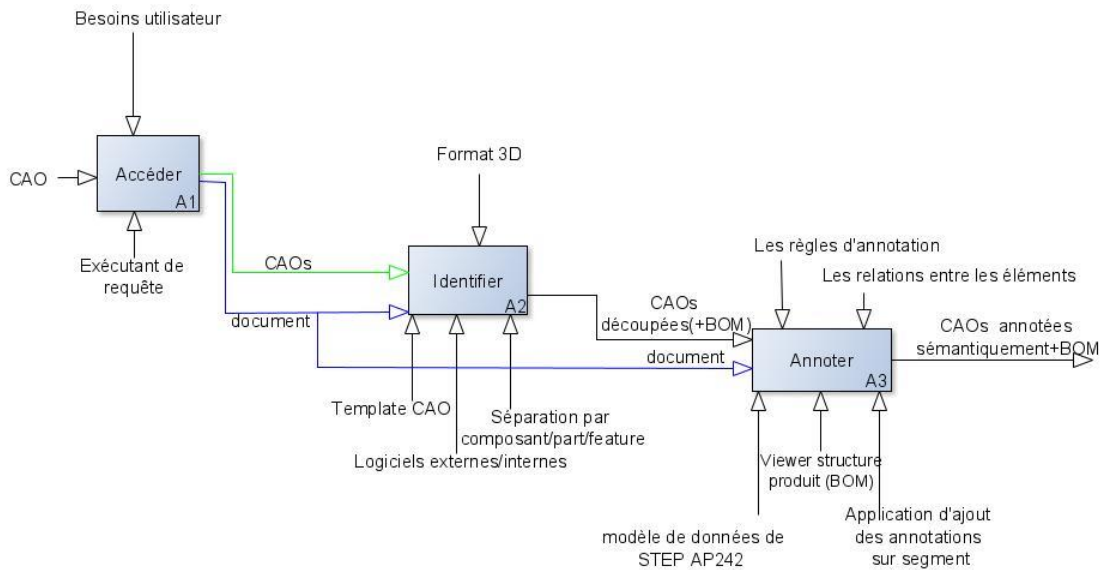 Besoins utilisateur
CAO
Accéder
A1
Exécutant de
requête
Format 3D
CAOs
document
Identifier
A2
Template CAO
Logiciels externes/internes
Séparation par
composant/part/feature
CAOs
découpées(+BOM)
document
Les règles d'annotation
Les relations entre les éléments
Annoter
A3
CAOs annotées
sémantiquement+BOM
modèle de données de
STEP AP242
Viewer structure
produit (BOM)
Application d'ajout
des annotations
sur segment